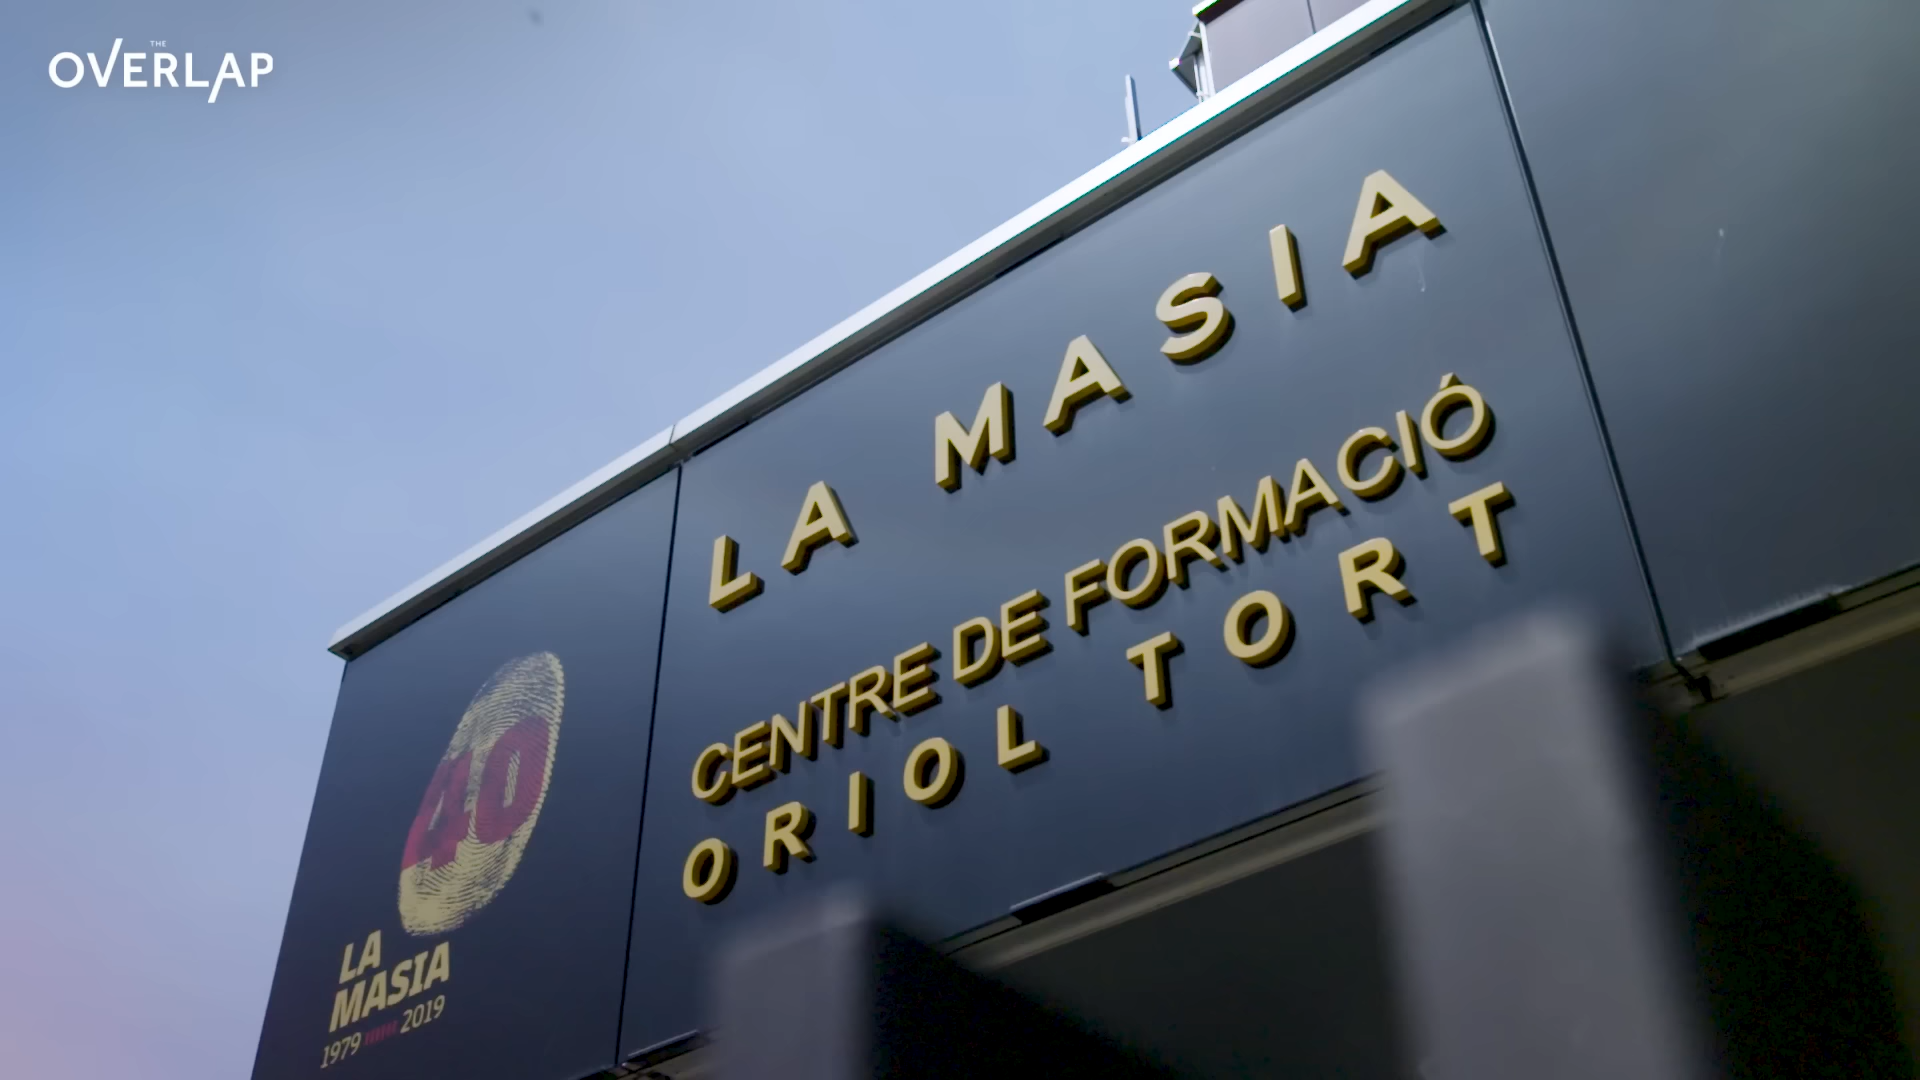 THE
OVERLAP
LA MASIA
CENTRE DE FORMACIÓ
ORIOL TORT
40
LA
MASIA
1979 2019